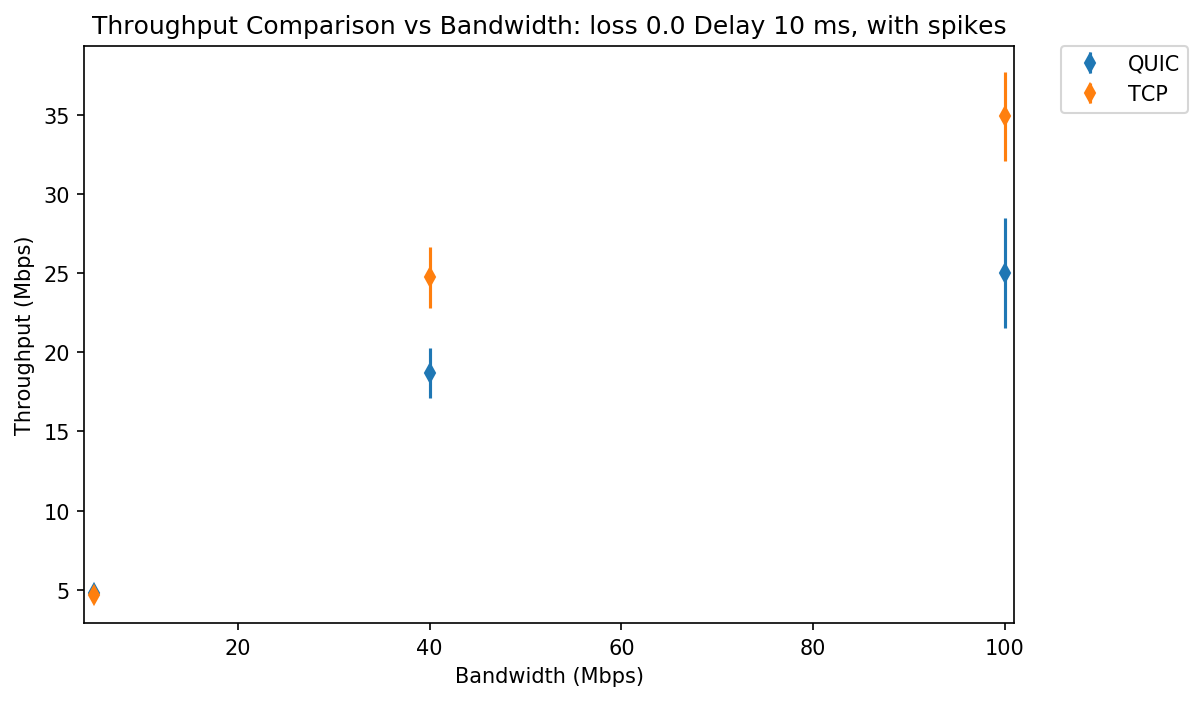 Throughput Comparison vs Bandwidth: loss 0.0 Delay 10 ms, with spikes
QUIC
TCP
Throughput (Mbps)
35
30
25
20
15
10
5
20
40
60
80
100
Bandwidth (Mbps)